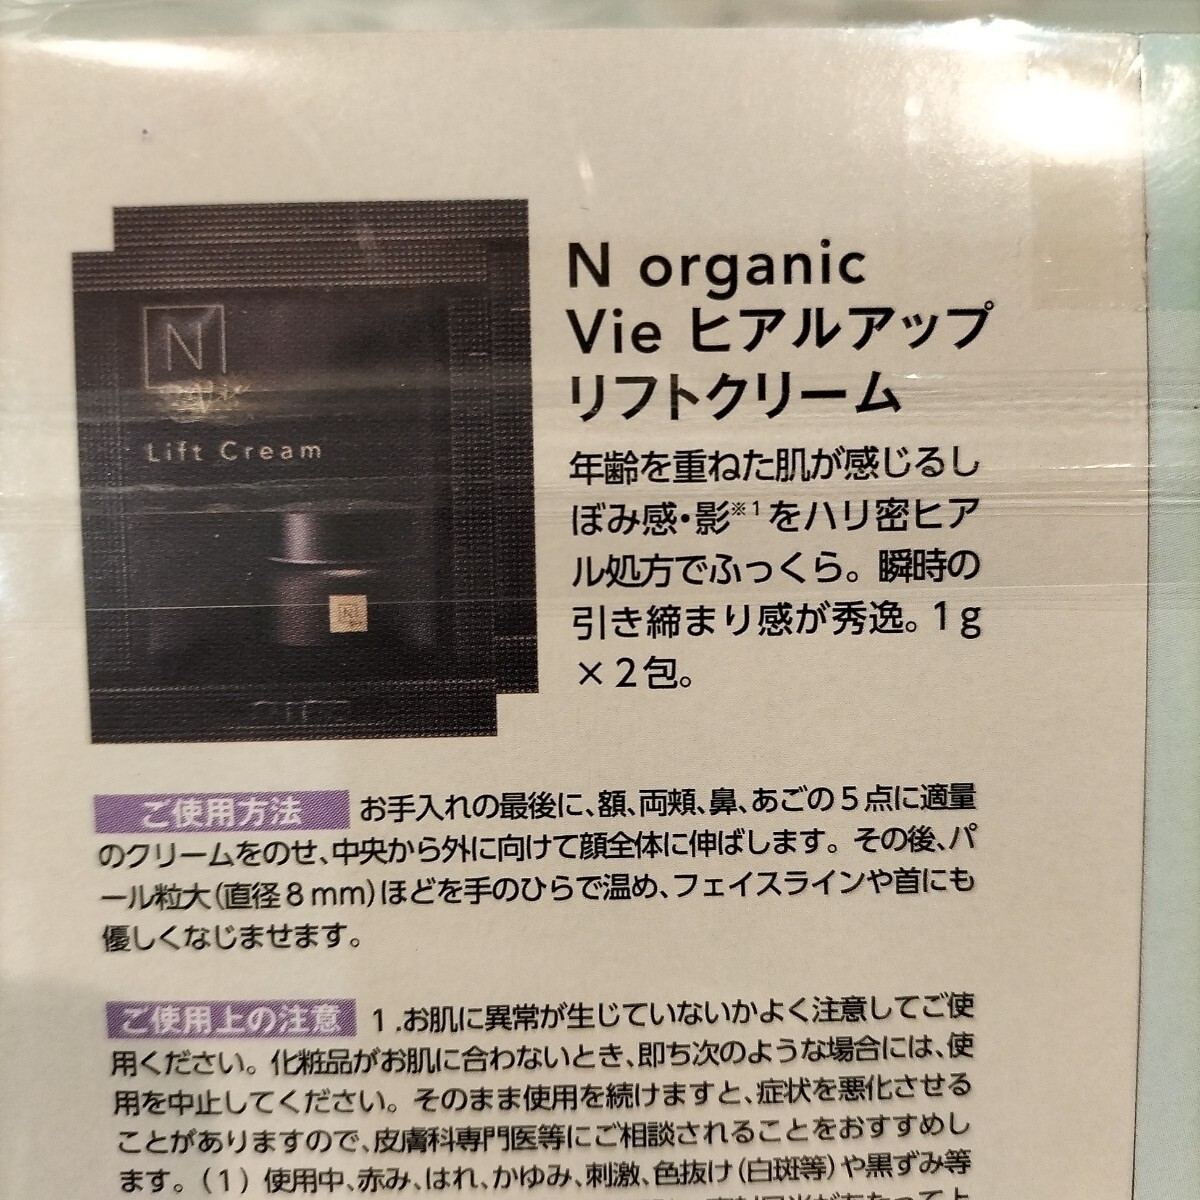 N organic
Vie ヒアルアップ
リフトクリーム
N
Lift Cream
年齢を重ねた肌が感じるし
ぼみ感・影※1をハリ密ヒア
ル処方でふっくら。瞬時の
引き締まり感が秀逸。1g
×2包。
ご使用方法 お手入れの最後に、額、両頬、鼻、あごの5点に適量
のクリームをのせ、中央から外に向けて顔全体に伸ばします。その後、パ
ール粒大(直径8mm)ほどを手のひらで温め、フェイスラインや首にも
優しくなじませます。
ご使用上の注意 1.お肌に異常が生じていないかよく注意してご使
用ください。化粧品がお肌に合わないとき、即ち次のような場合には、使
用を中止してください。そのまま使用を続けますと、症状を悪化させる
ことがありますので、皮膚科専門医等にご相談されることをおすすめし
ます。(1)使用中、赤み、はれ、かゆみ、刺激、色抜け(白斑等)や黒ずみ等